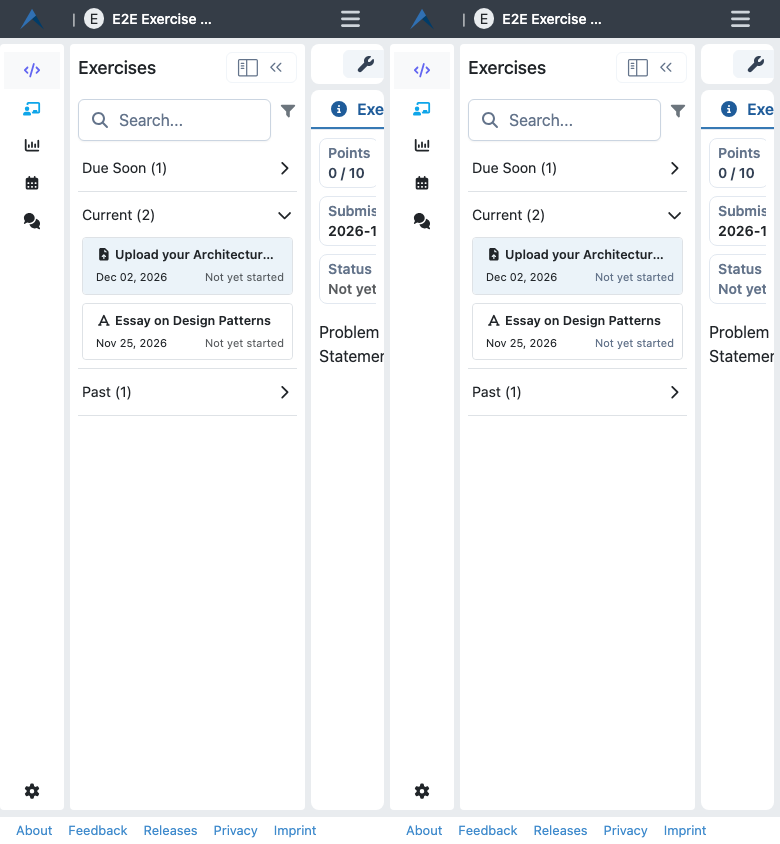 | E E2E Exercise ...
Exercises
Search...
Due Soon (1)
Current (2)
Upload your Architectur...
Dec 02, 2026 Not yet started
Essay on Design Patterns
Nov 25, 2026 Not yet started
Past (1)
Exe
Points
0 / 10
Submis
2026-1
Status
Not yet
Problem
Statemer
About Feedback Releases Privacy Imprint
| E E2E Exercise ...
Exercises
Search...
Due Soon (1)
Current (2)
Upload your Architectur...
Dec 02, 2026 Not yet started
Essay on Design Patterns
Nov 25, 2026 Not yet started
Past (1)
Exe
Points
0 / 10
Submis
2026-1
Status
Not yet
Problem
Statemer
About Feedback Releases Privacy Imprint